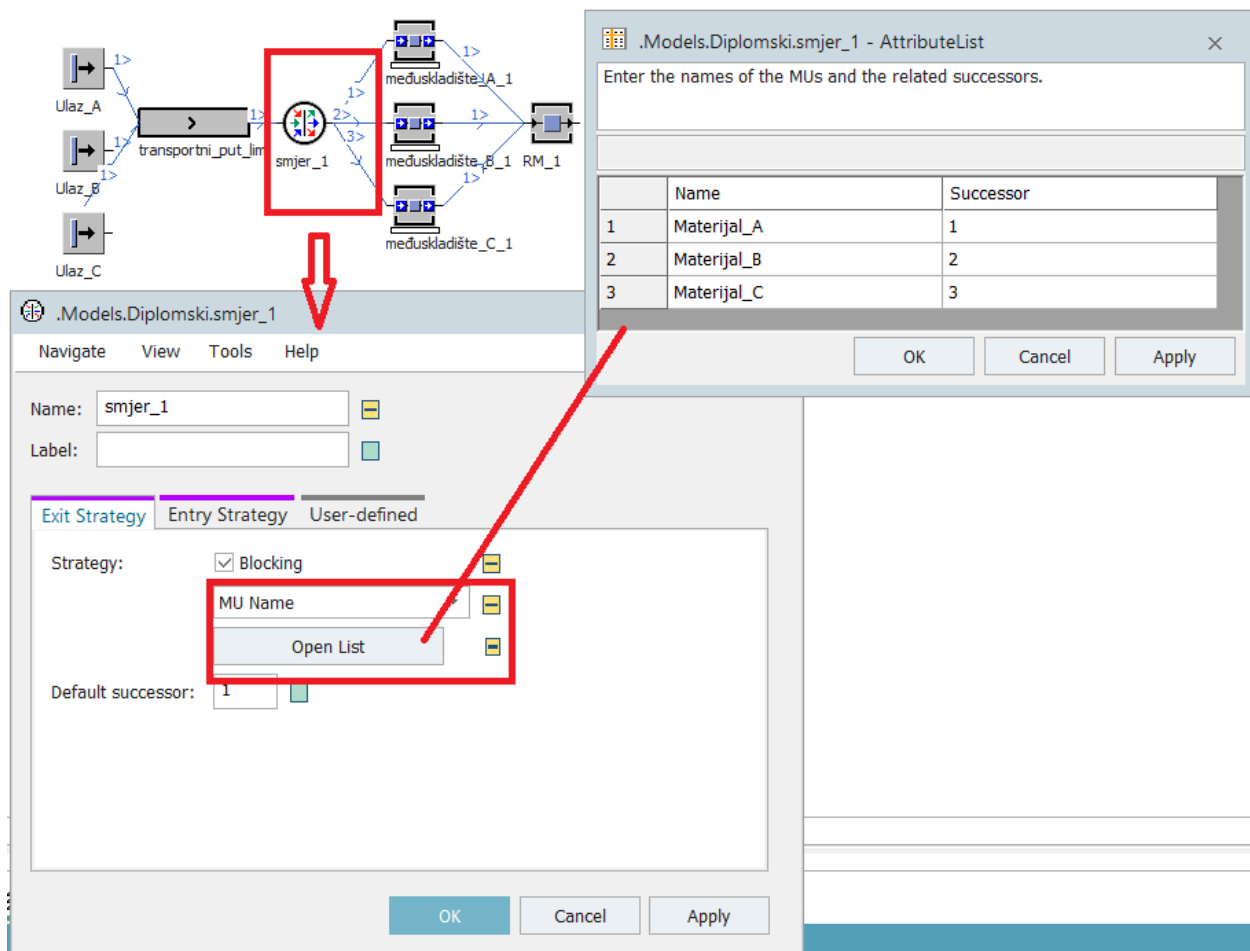 Ulaz_A
1>
Ulaz_B
1>
Ulaz_C
1>
transportni_put_lim
1>
smjer_1
1>
2>
3>
međuskladište_A_1
1>
međuskladište_B_1
1>
međuskladište_C_1
1>
RM_1
.Models.Diplomski.smjer_1 - AttributeList
Enter the names of the MUs and the related successors.
Name Successor
1 Materijal_A 1
2 Materijal_B 2
3 Materijal_C 3
OK Cancel Apply
.Models.Diplomski.smjer_1
Navigate View Tools Help
Name: smjer_1
Label:
Exit Strategy Entry Strategy User-defined
Strategy: Blocking
MU Name
Open List
Default successor: 1
OK Cancel Apply